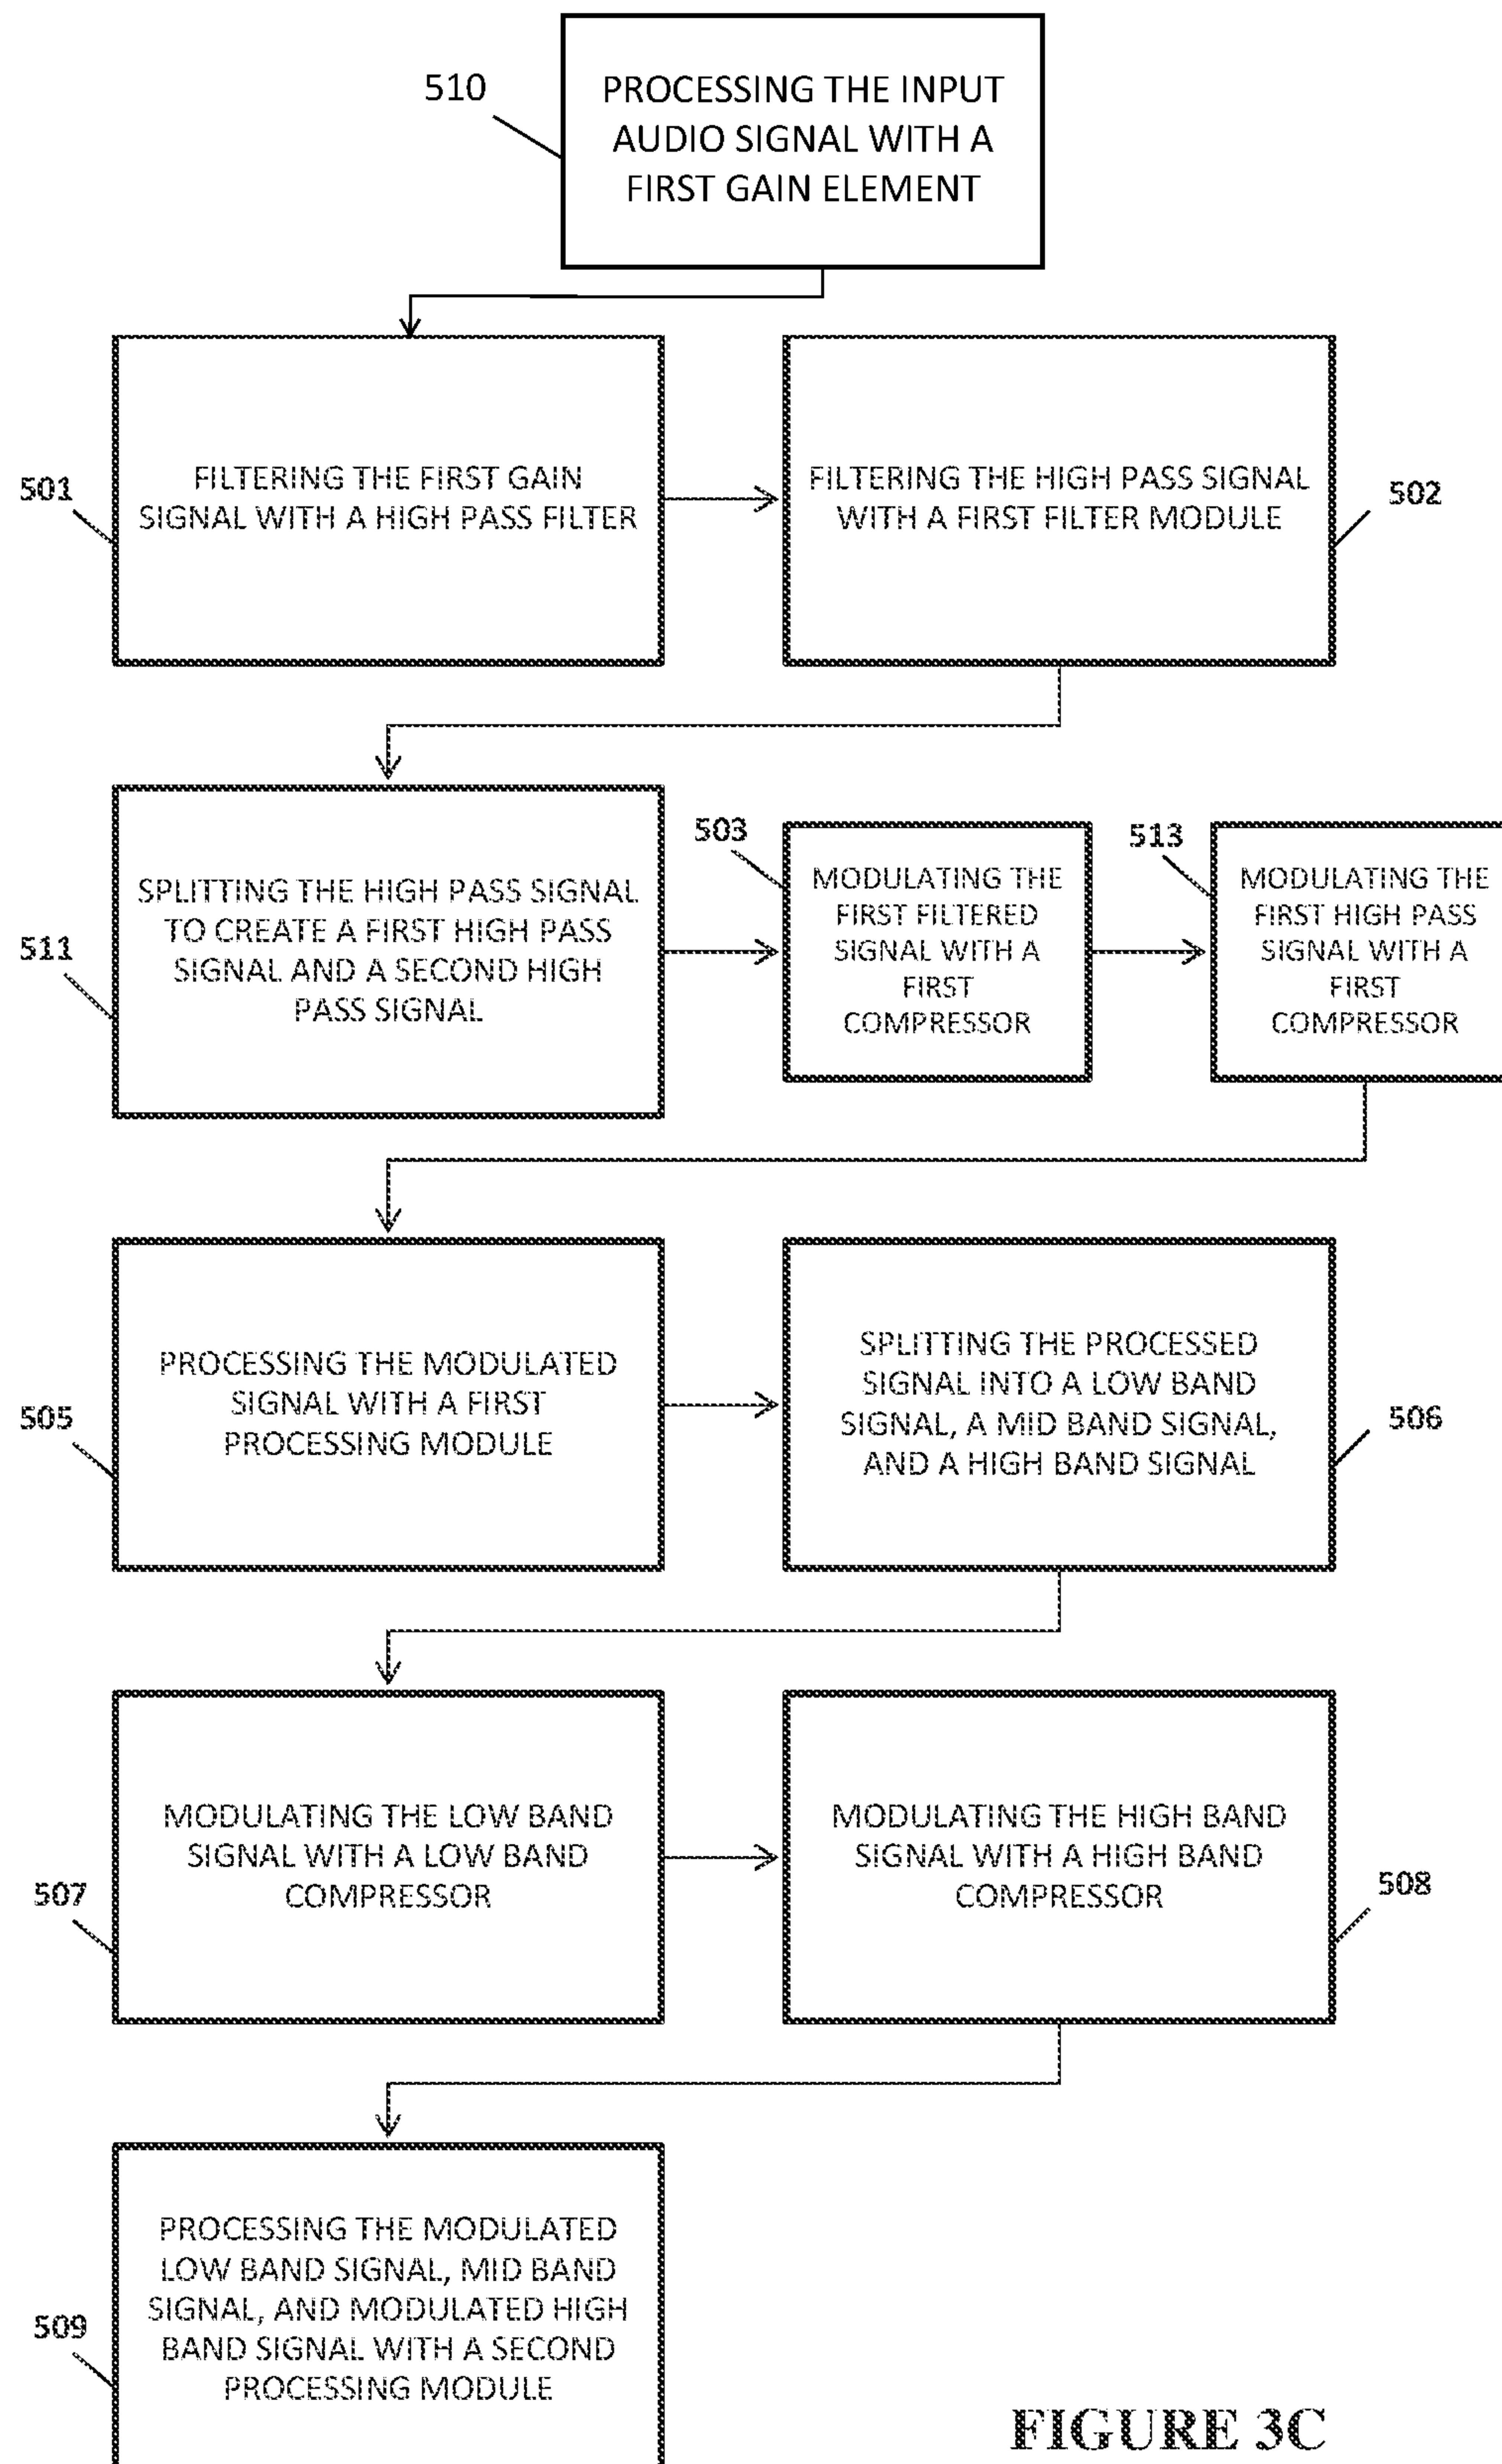 510
PROCESSING THE INPUT
AUDIO SIGNAL WITH A
FIRST GAIN ELEMENT
501
FILTERING THE FIRST GAIN
SIGNAL WITH A HIGH PASS FILTER
FILTERING THE HIGH PASS SIGNAL
WITH A FIRST FILTER MODULE
502
511
SPLITTING THE HIGH PASS SIGNAL
TO CREATE A FIRST HIGH PASS
SIGNAL AND A SECOND HIGH
PASS SIGNAL
503
MODULATING THE
FIRST FILTERED
SIGNAL WITH A
FIRST
COMPRESSOR
513
MODULATING THE
FIRST HIGH PASS
SIGNAL WITH A
FIRST
COMPRESSOR
505
PROCESSING THE MODULATED
SIGNAL WITH A FIRST
PROCESSING MODULE
SPLITTING THE PROCESSED
SIGNAL INTO A LOW BAND
SIGNAL, A MID BAND SIGNAL,
AND A HIGH BAND SIGNAL
506
507
MODULATING THE LOW BAND
SIGNAL WITH A LOW BAND
COMPRESSOR
MODULATING THE HIGH BAND
SIGNAL WITH A HIGH BAND
COMPRESSOR
508
509
PROCESSING THE MODULATED
LOW BAND SIGNAL, MID BAND
SIGNAL, AND MODULATED HIGH
BAND SIGNAL WITH A SECOND
PROCESSING MODULE
FIGURE 3C